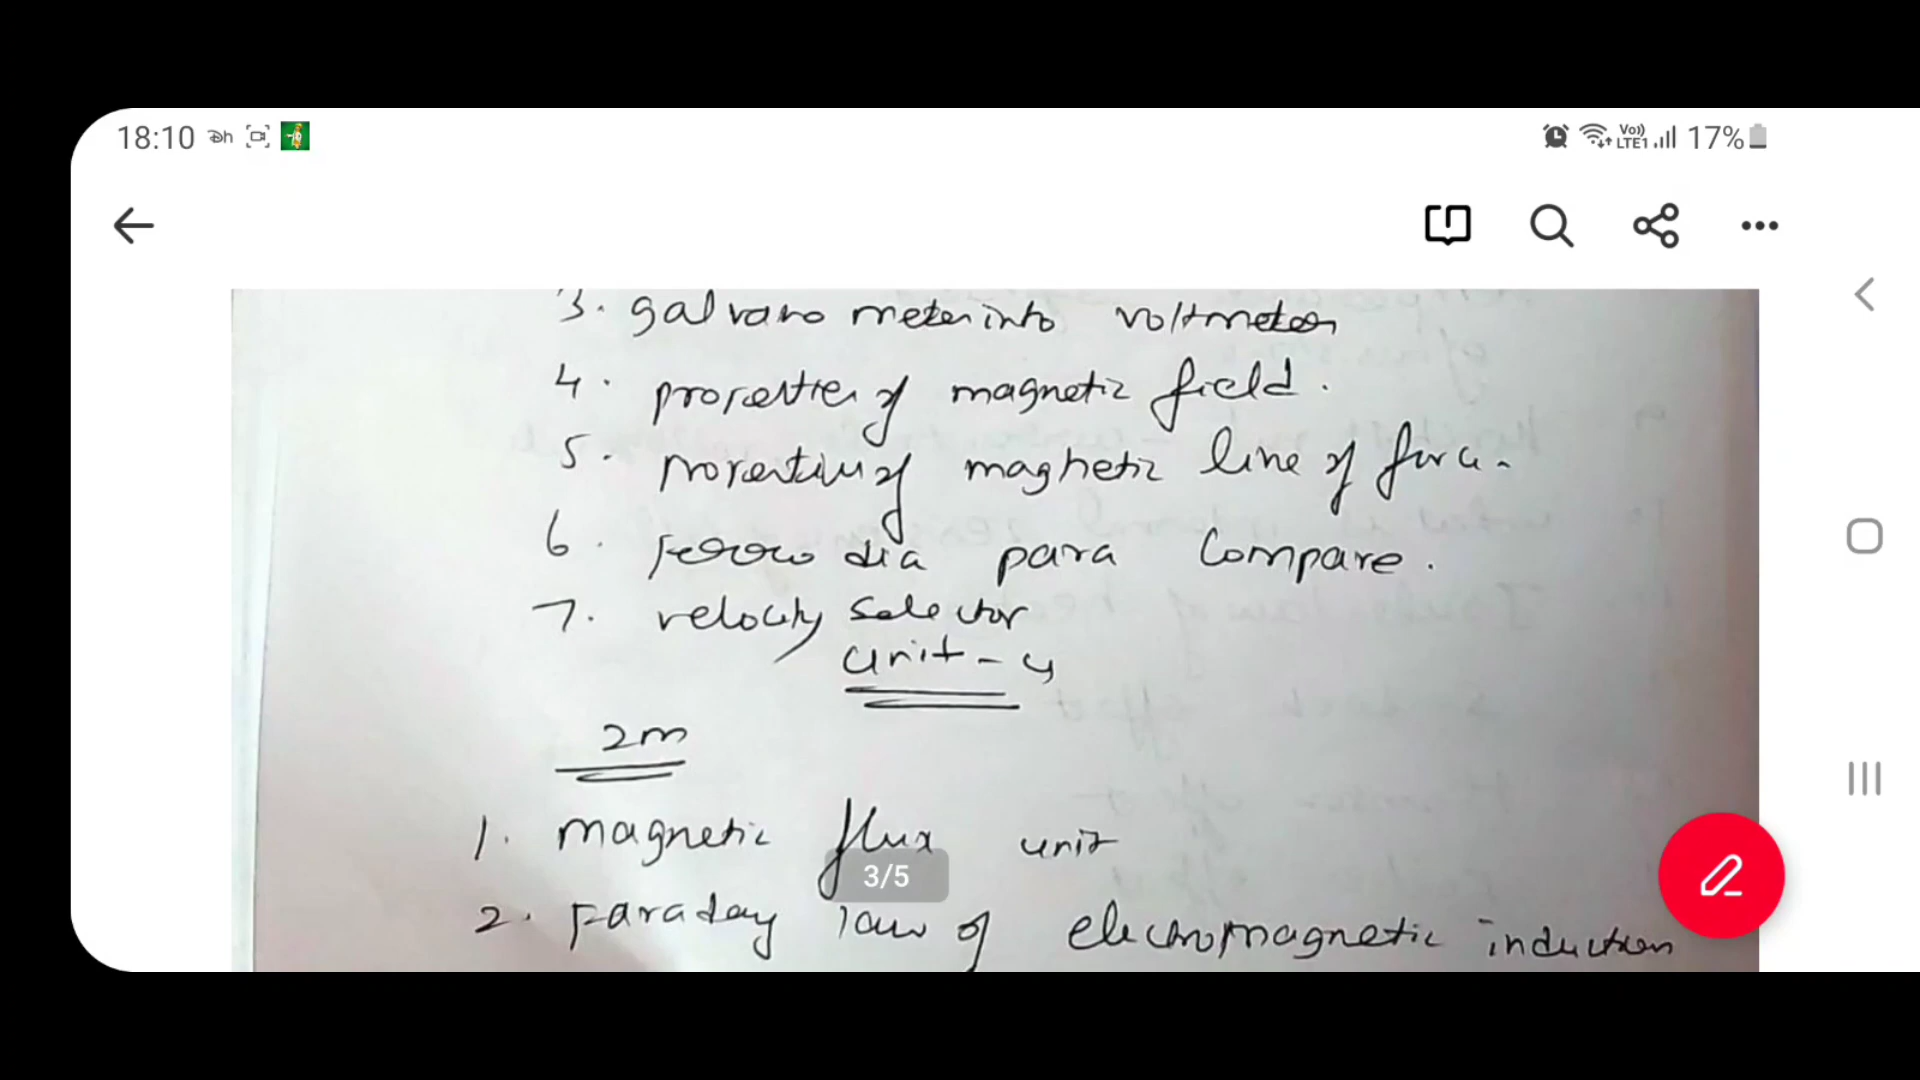 18:10
Vo))
LTE1
17%
3. galvano meter into voltmeter
4. properties of magnetic field.
5. properties of magnetic line of force.
6. ferro dia para compare.
7. velocity selector
unit - 4
2m
1. magnetic flux unit
3/5
2. faraday law of electromagnetic induction